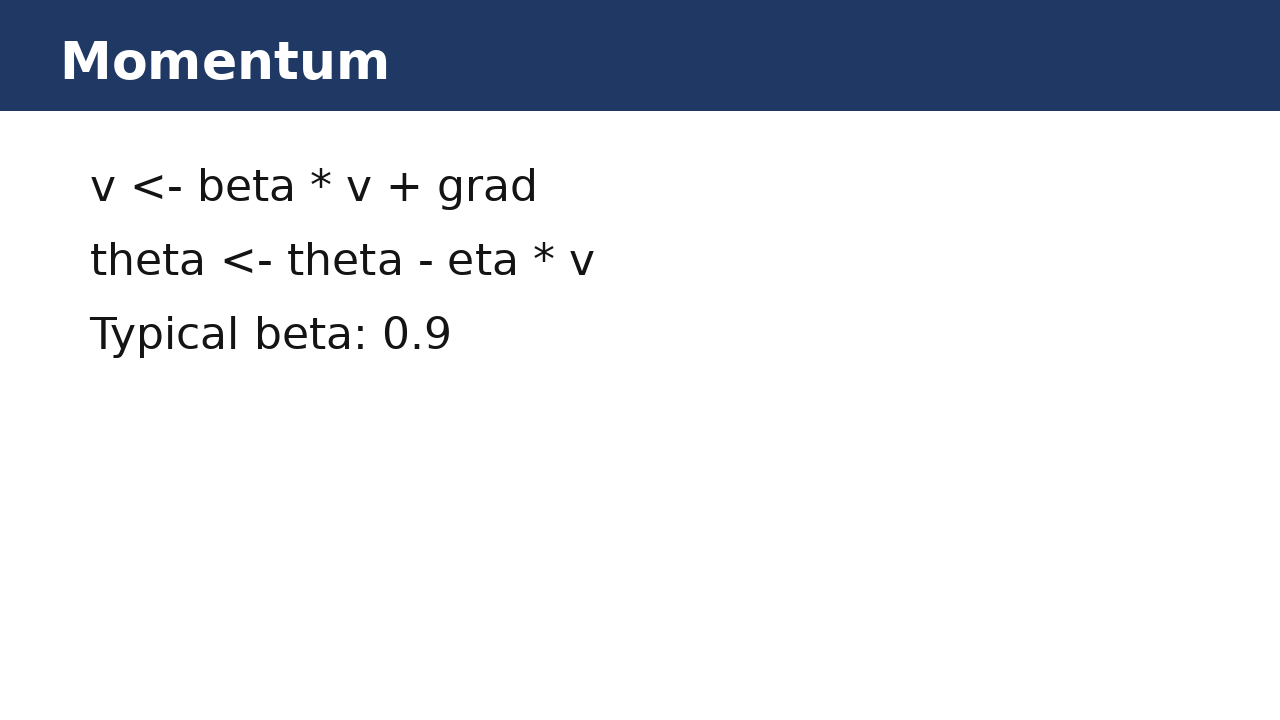 Momentum
v <- beta * v + grad
theta <- theta - eta * v
Typical beta: 0.9